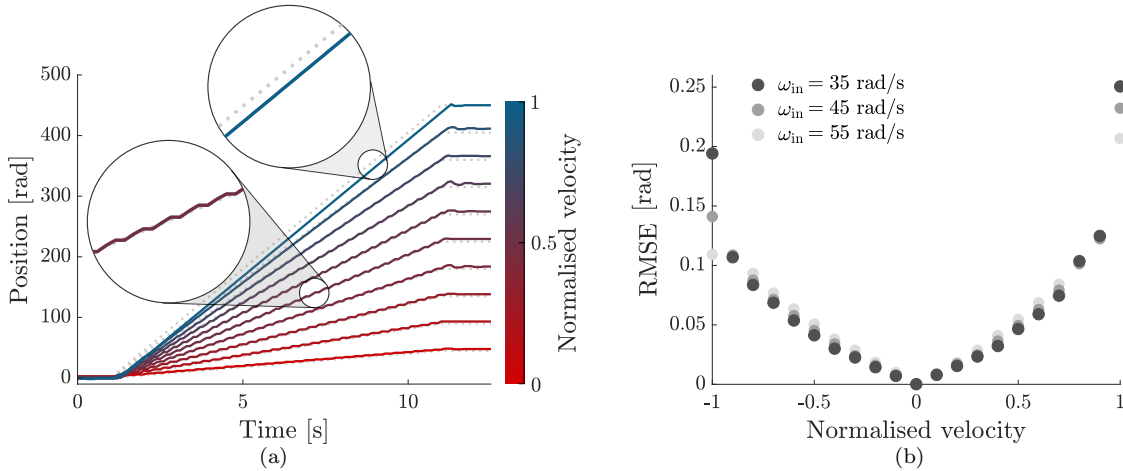 500
400
300
200
100
0
Position [rad]
0
5
10
Time [s]
(a)
1
0.5
0
Normalised velocity
0.25
0.2
0.15
0.1
0.05
0
RMSE [rad]
ω_in = 35 rad/s
ω_in = 45 rad/s
ω_in = 55 rad/s
-1
-0.5
0
0.5
1
Normalised velocity
(b)